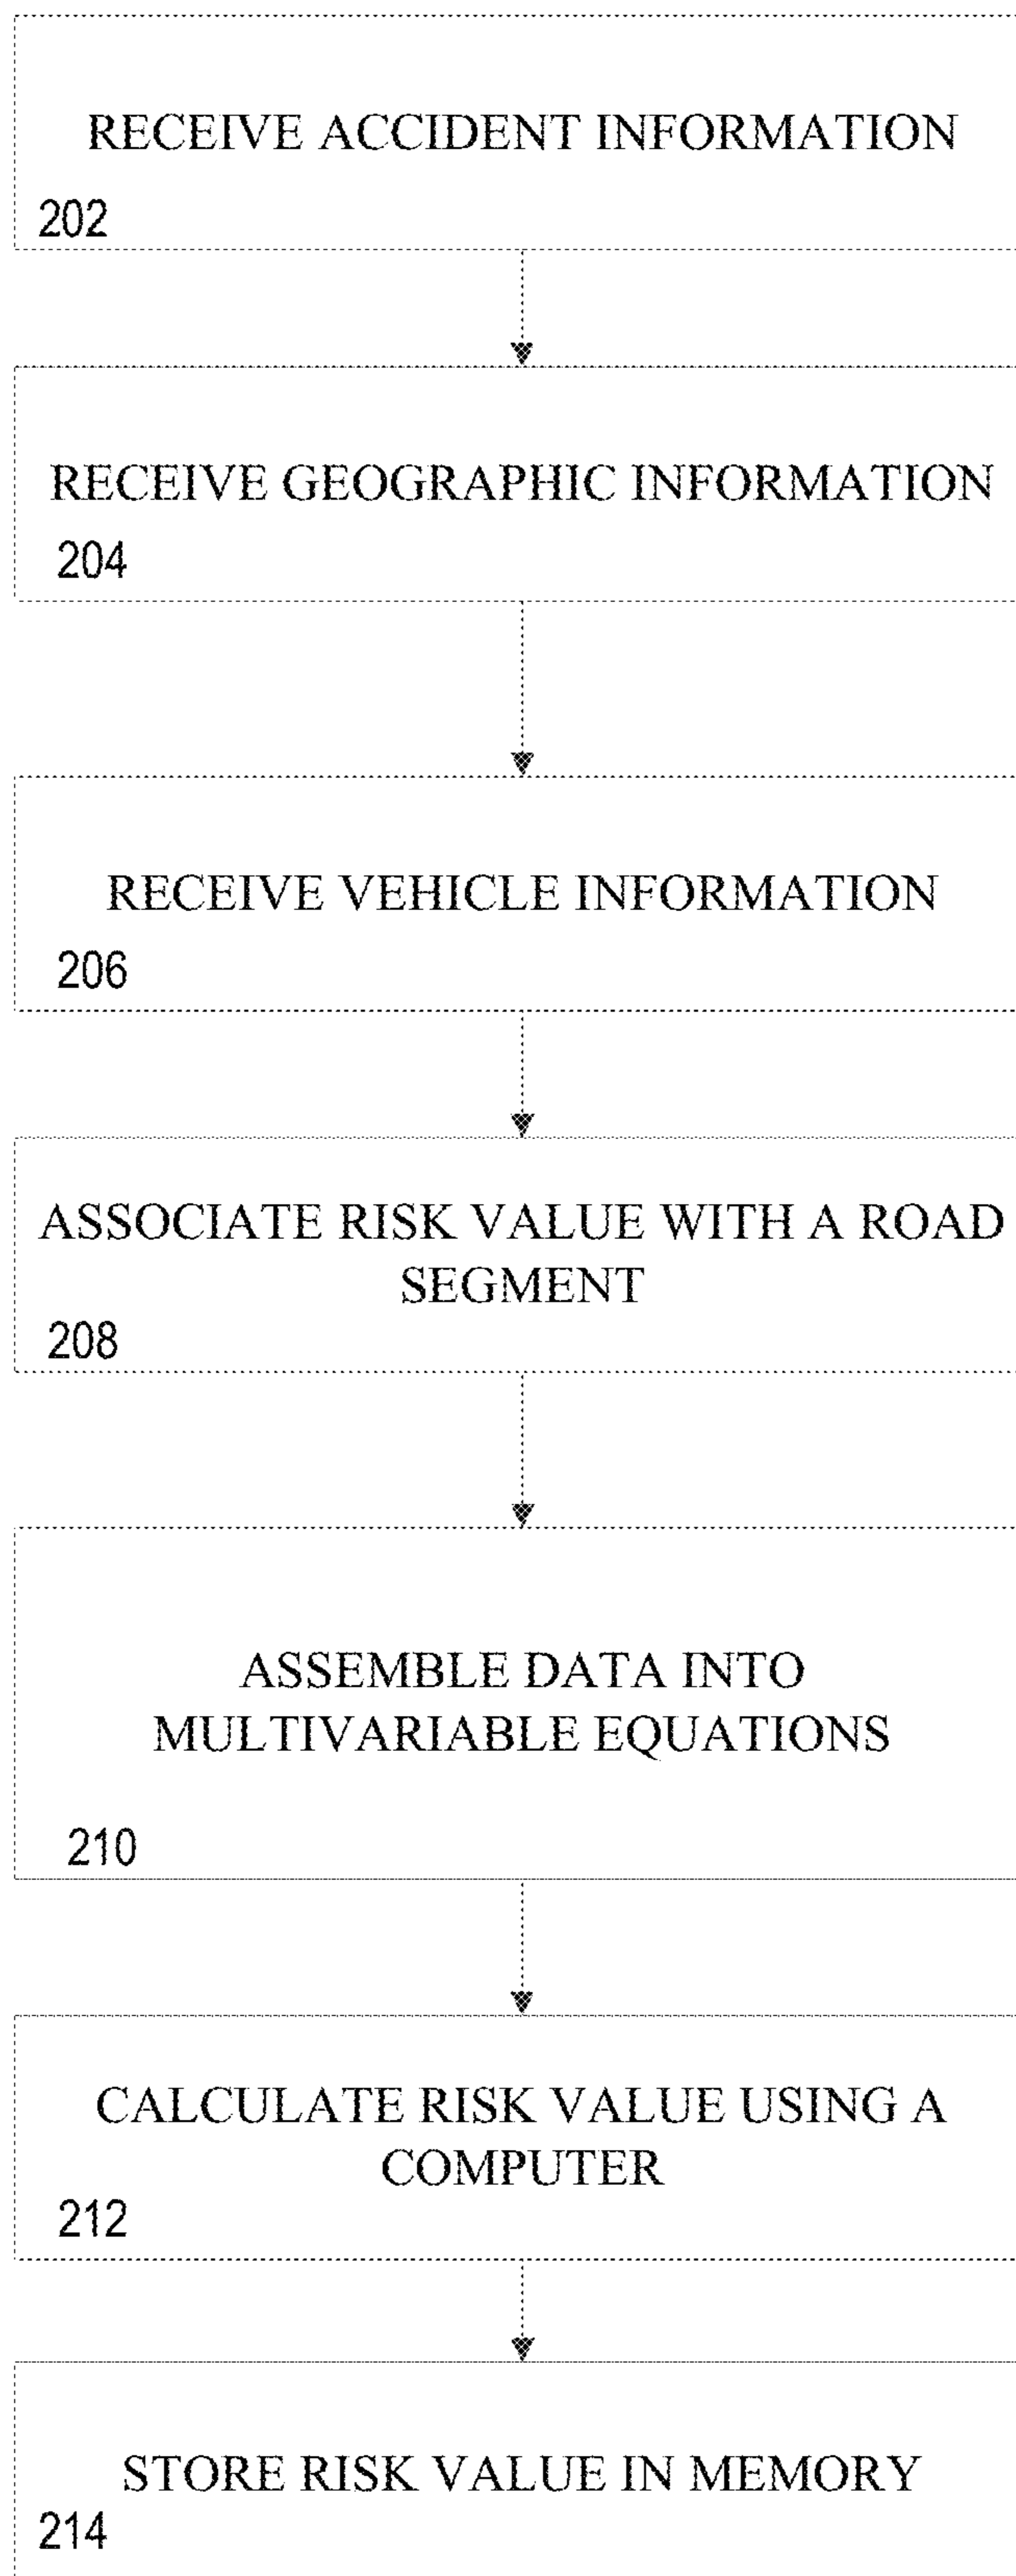 RECEIVE ACCIDENT INFORMATION
202
RECEIVE GEOGRAPHIC INFORMATION
204
RECEIVE VEHICLE INFORMATION
206
ASSOCIATE RISK VALUE WITH A ROAD
SEGMENT
208
ASSEMBLE DATA INTO
MULTIVARIABLE EQUATIONS
210
CALCULATE RISK VALUE USING A
COMPUTER
212
STORE RISK VALUE IN MEMORY
214